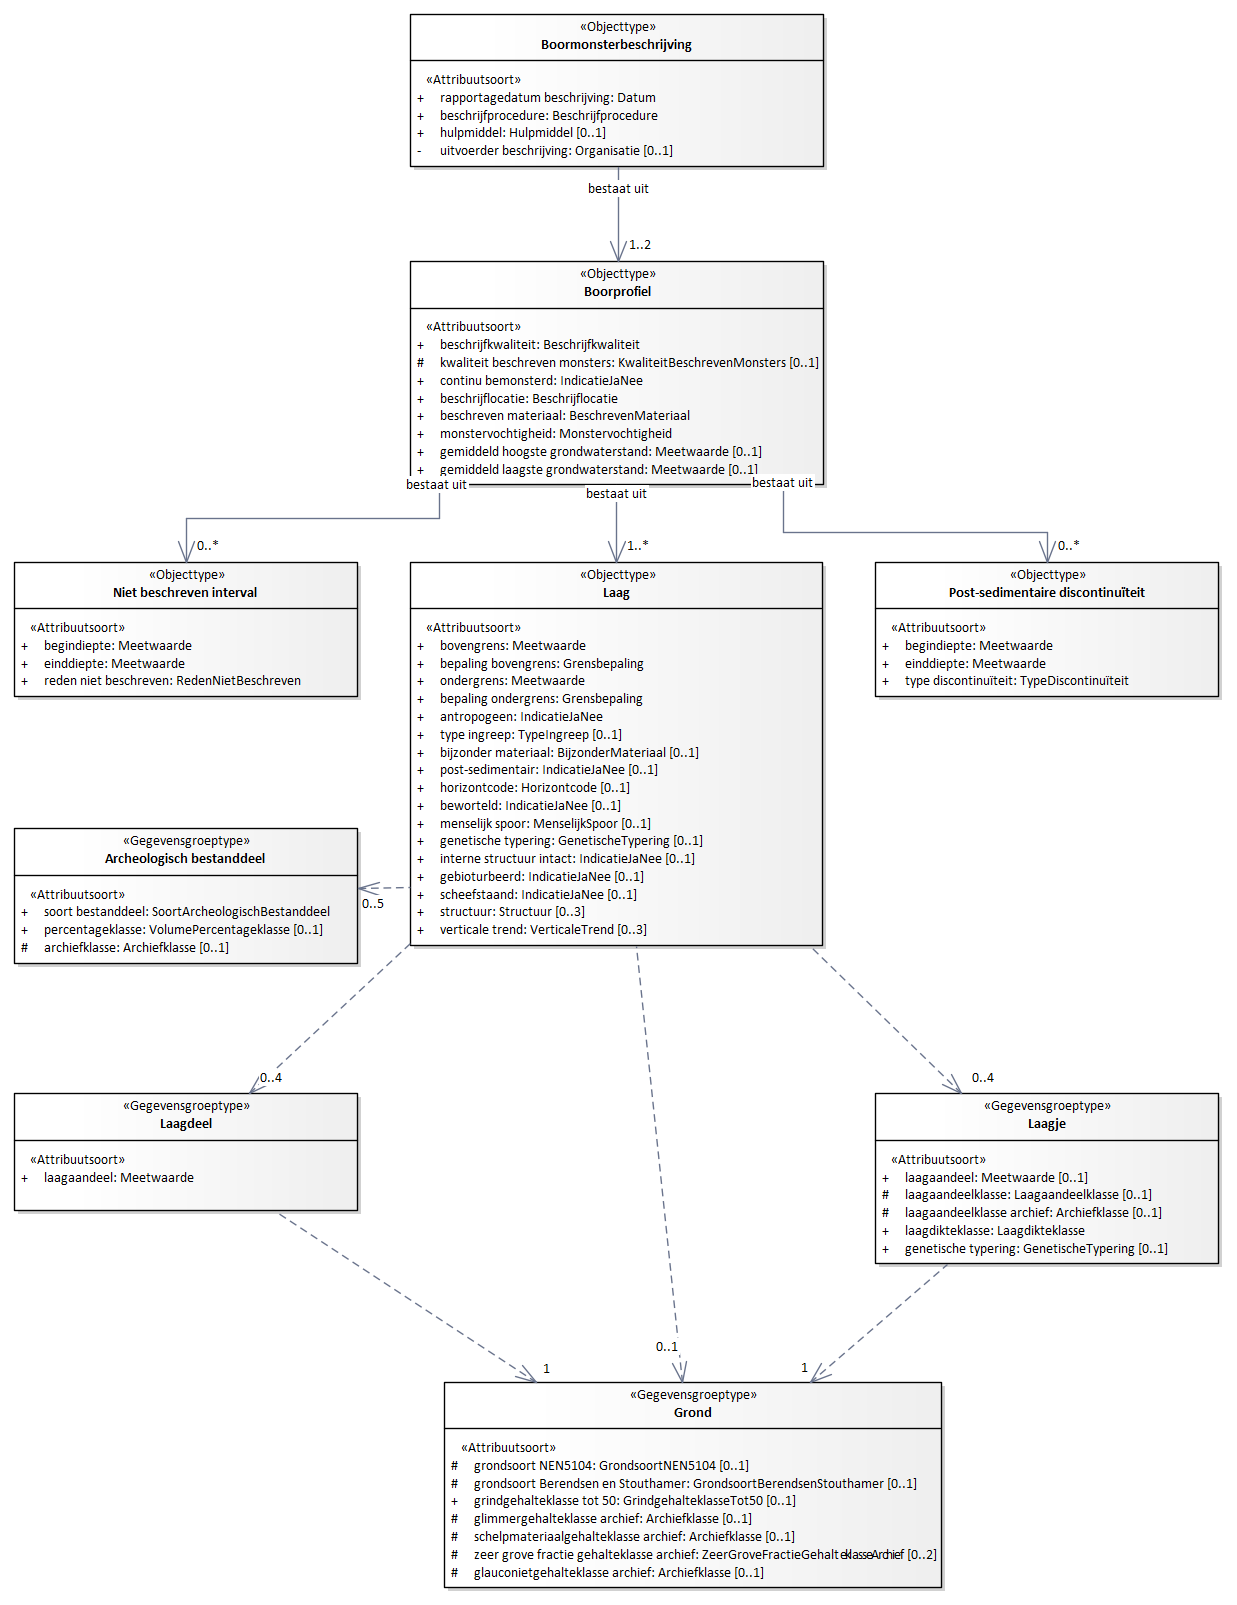 «Objecttype»
Boormonsterbeschrijving
«Attribuutsoort»
+ rapportagedatum beschrijving: Datum
+ beschrijfprocedure: Beschrijfprocedure
+ hulpmiddel: Hulpmiddel [0..1]
- uitvoerder beschrijving: Organisatie [0..1]
bestaat uit
1..2
«Objecttype»
Boorprofiel
«Attribuutsoort»
+ beschrijfkwaliteit: Beschrijfkwaliteit
# kwaliteit beschreven monsters: KwaliteitBeschrevenMonsters [0..1]
+ continu bemonsterd: IndicatieJaNee
+ beschrijflocatie: Beschrijflocatie
+ beschreven materiaal: BeschrevenMateriaal
+ monstervochtigheid: Monstervochtigheid
+ gemiddeld hoogste grondwaterstand: Meetwaarde [0..1]
+ gemiddeld laagste grondwaterstand: Meetwaarde [0..1]
bestaat uit
bestaat uit
bestaat uit
0..*
1..*
0..*
«Objecttype»
Niet beschreven interval
«Attribuutsoort»
+ begindiepte: Meetwaarde
+ einddiepte: Meetwaarde
+ reden niet beschreven: RedenNietBeschreven
«Objecttype»
Laag
«Attribuutsoort»
+ bovengrens: Meetwaarde
+ bepaling bovengrens: Grensbepaling
+ ondergrens: Meetwaarde
+ bepaling ondergrens: Grensbepaling
+ antropogeen: IndicatieJaNee
+ type ingreep: TypeIngreep [0..1]
+ bijzonder materiaal: BijzonderMateriaal [0..1]
+ post-sedimentair: IndicatieJaNee [0..1]
+ horizontcode: Horizontcode [0..1]
+ beworteld: IndicatieJaNee [0..1]
+ menselijk spoor: MenselijkSpoor [0..1]
+ genetische typering: GenetischeTypering [0..1]
+ interne structuur intact: IndicatieJaNee [0..1]
+ gebioturbeerd: IndicatieJaNee [0..1]
+ scheefstaand: IndicatieJaNee [0..1]
+ structuur: Structuur [0..3]
+ verticale trend: VerticaleTrend [0..3]
«Objecttype»
Post-sedimentaire discontinuïteit
«Attribuutsoort»
+ begindiepte: Meetwaarde
+ einddiepte: Meetwaarde
+ type discontinuïteit: TypeDiscontinuïteit
«Gegevensgroeptype»
Archeologisch bestanddeel
«Attribuutsoort»
+ soort bestanddeel: SoortArcheologischBestanddeel
+ percentageklasse: VolumePercentageklasse [0..1]
# archiefklasse: Archiefklasse [0..1]
0..5
0..4
0..4
«Gegevensgroeptype»
Laagdeel
«Attribuutsoort»
+ laagaandeel: Meetwaarde
«Gegevensgroeptype»
Laagje
«Attribuutsoort»
+ laagaandeel: Meetwaarde [0..1]
# laagaandeelklasse: Laagaandeelklasse [0..1]
# laagaandeelklasse archief: Archiefklasse [0..1]
+ laagdikteklasse: Laagdikteklasse
+ genetische typering: GenetischeTypering [0..1]
1
0..1
1
«Gegevensgroeptype»
Grond
«Attribuutsoort»
# grondsoort NEN5104: GrondsoortNEN5104 [0..1]
# grondsoort Berendsen en Stouthamer: GrondsoortBerendsenStouthamer [0..1]
+ grindgehalteklasse tot 50: GrindgehalteklasseTot50 [0..1]
# glimmergehalteklasse archief: Archiefklasse [0..1]
# schelpmateriaalgehalteklasse archief: Archiefklasse [0..1]
# zeer grove fractie gehalteklasse archief: ZeerGroveFractieGehalteklasseArchief [0..2]
# glauconietgehalteklasse archief: Archiefklasse [0..1]